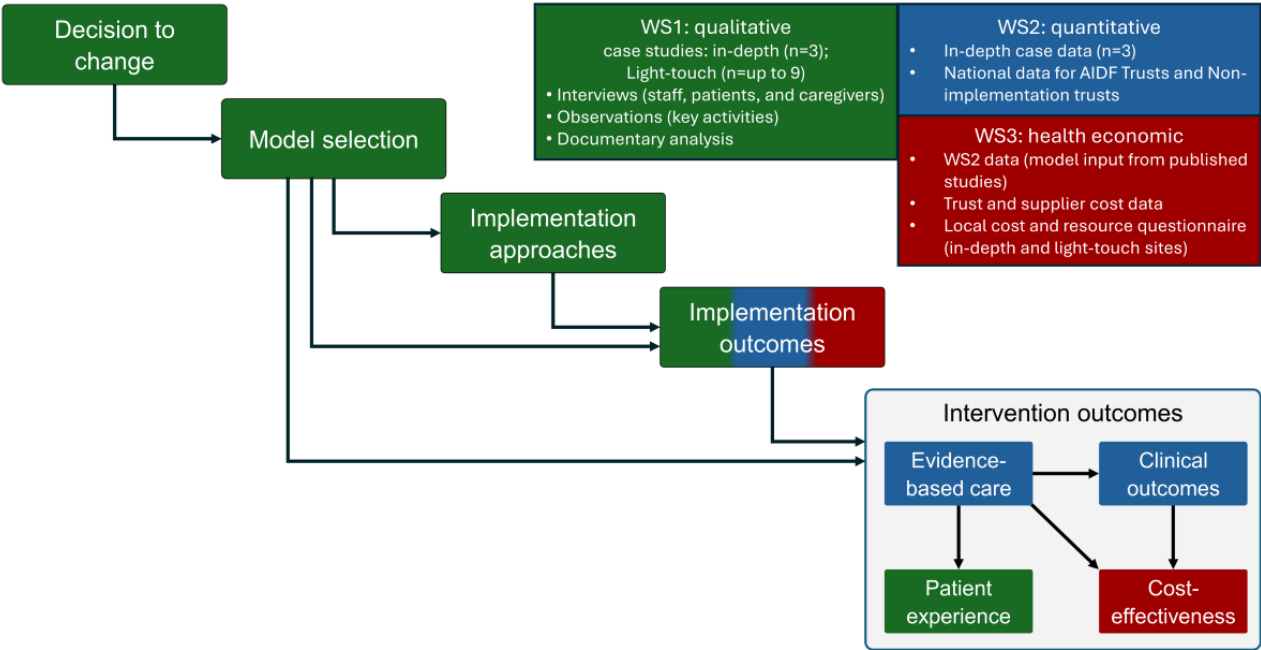 Decision to
change
Model selection
Implementation
approaches
Implementation
outcomes
WS1: qualitative
case studies: in-depth (n=3);
Light-touch (n=up to 9)
• Interviews (staff, patients, and caregivers)
• Observations (key activities)
• Documentary analysis
WS2: quantitative
• In-depth case data (n=3)
• National data for AIDF Trusts and Non-
implementation trusts
WS3: health economic
• WS2 data (model input from published
studies)
• Trust and supplier cost data
• Local cost and resource questionnaire
(in-depth and light-touch sites)
Intervention outcomes
Evidence-
based care
Clinical
outcomes
Patient
experience
Cost-
effectiveness